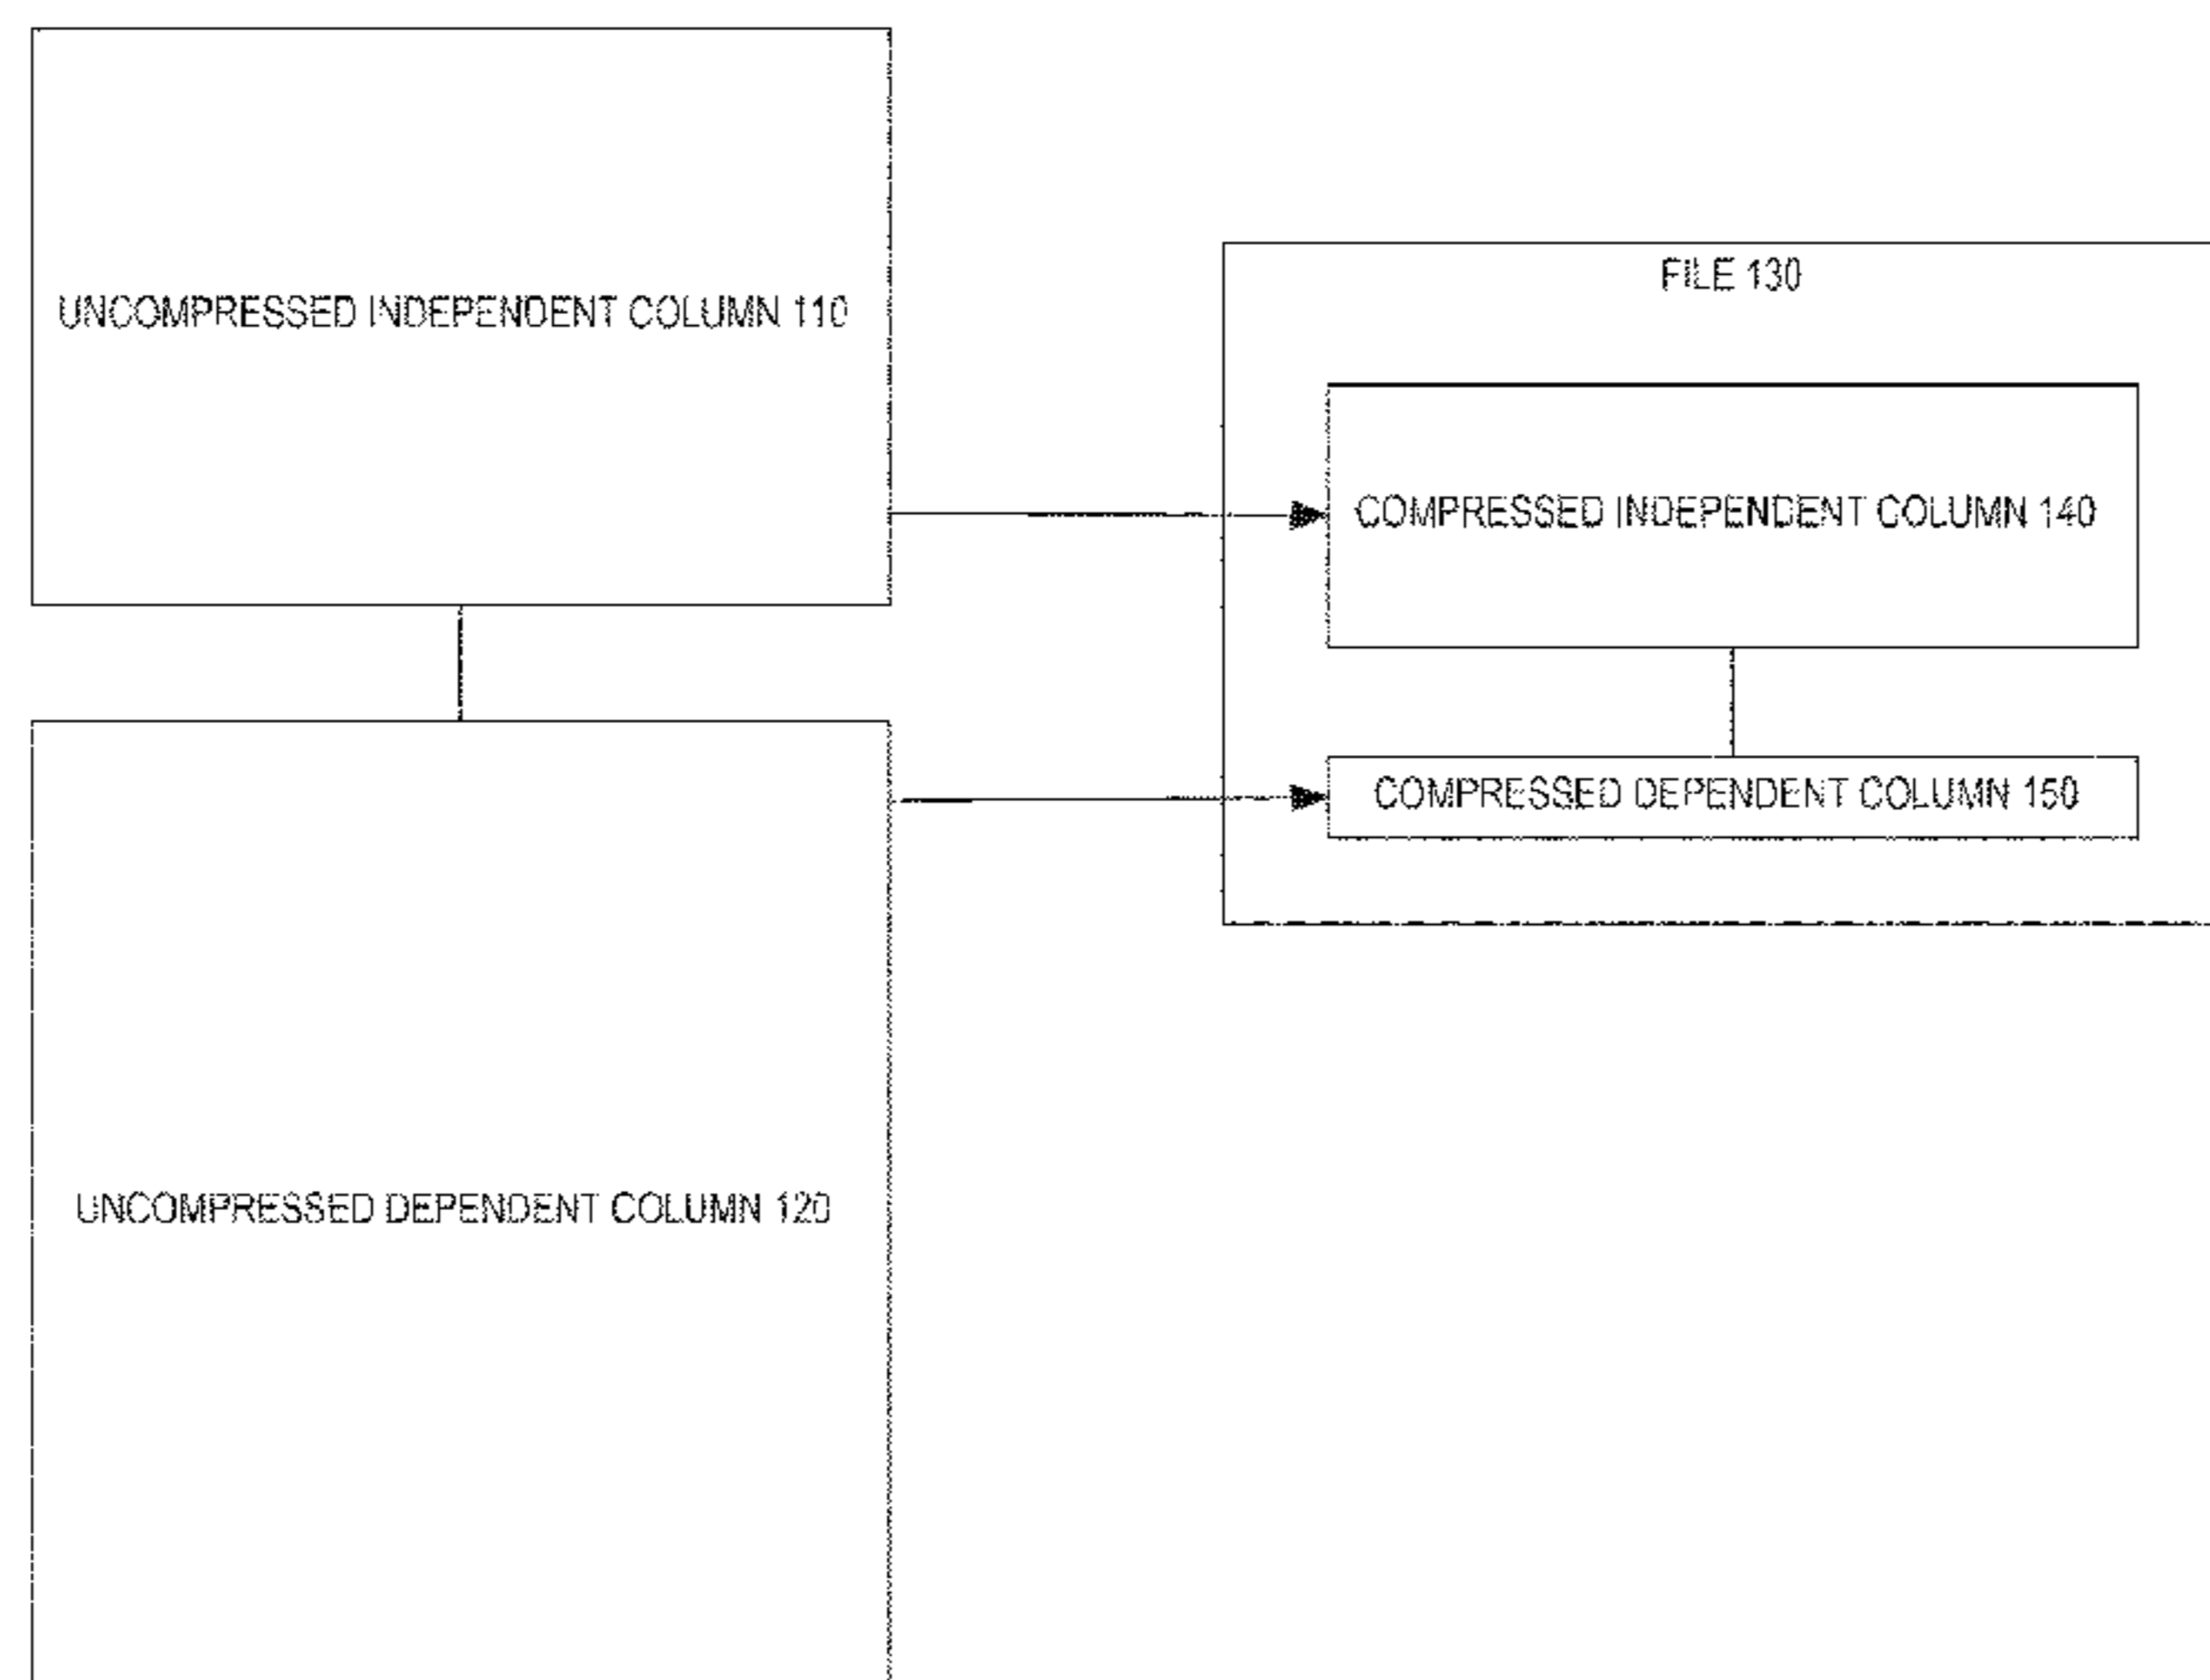 UNCOMPRESSED INDEPENDENT COLUMN 110
FILE 130
COMPRESSED INDEPENDENT COLUMN 140
COMPRESSED DEPENDENT COLUMN 150
UNCOMPRESSED DEPENDENT COLUMN 120